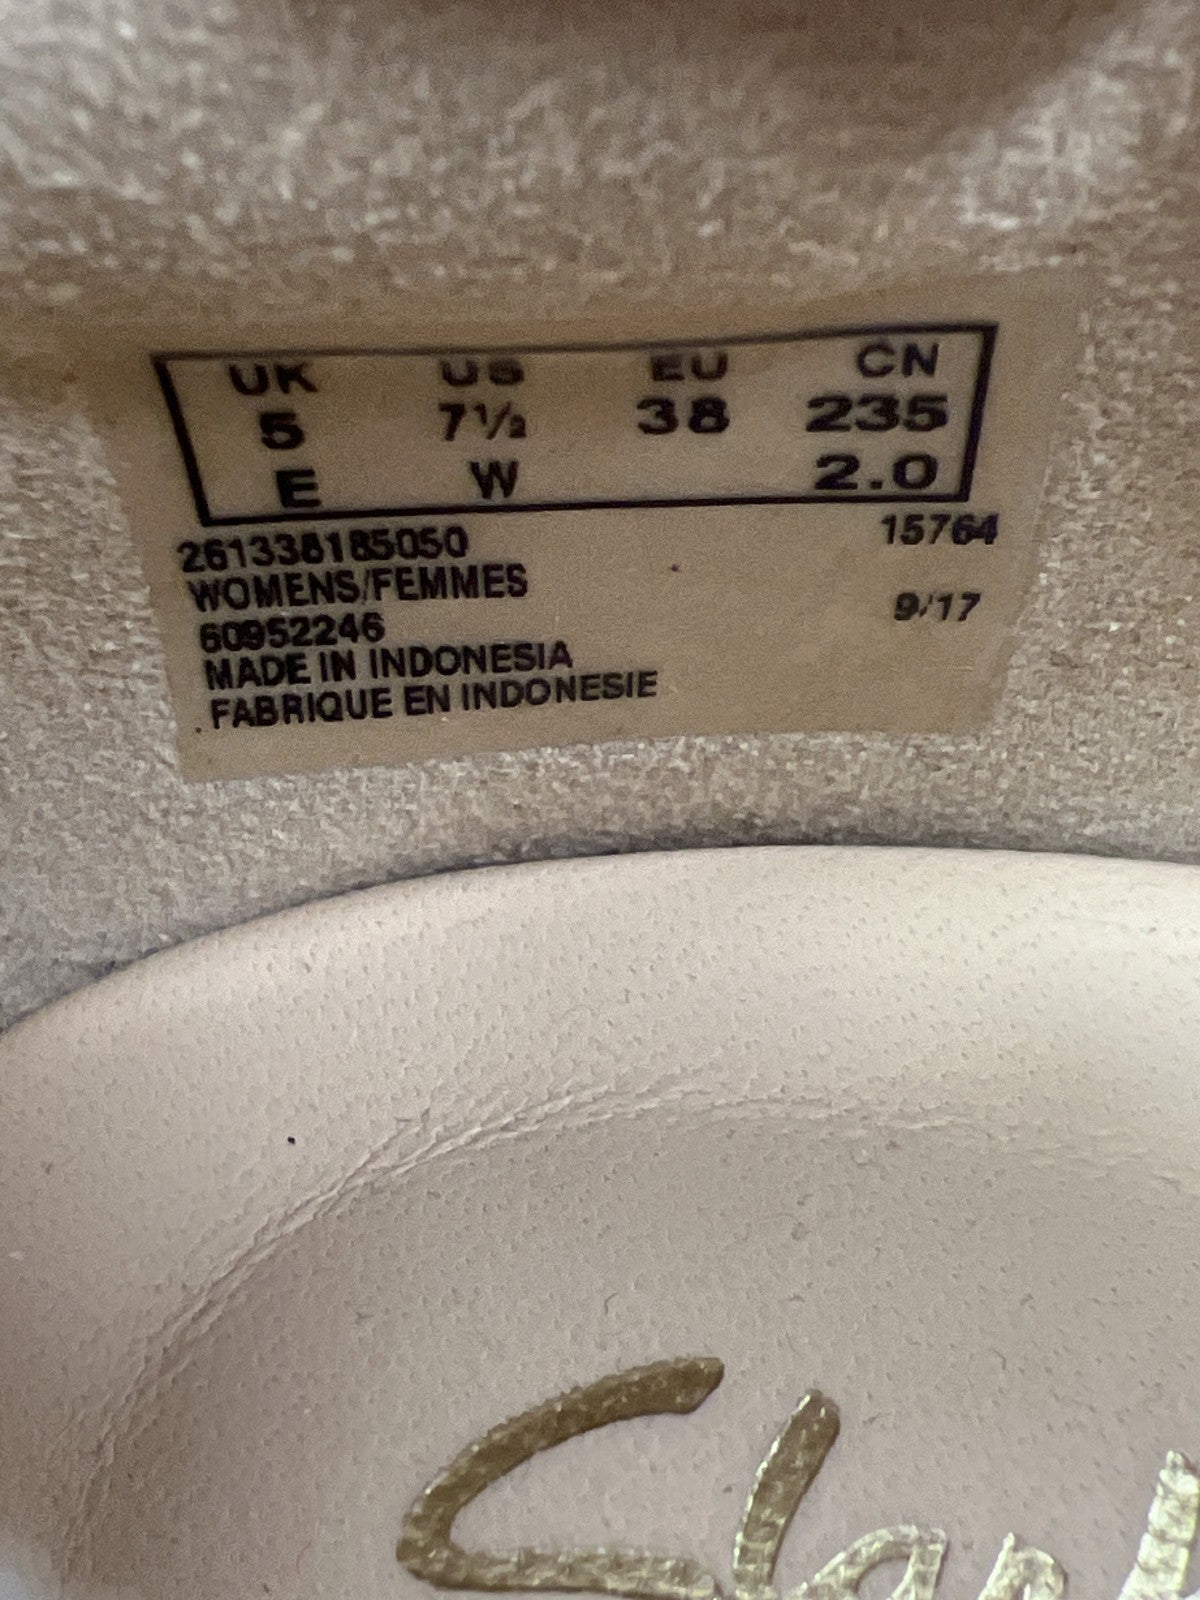 UK US EU CN
5 7½ 38 235
E W 2.0
261338185050 15764
WOMENS/FEMMES
60952246 9/17
MADE IN INDONESIA
FABRIQUE EN INDONESIE
Clark